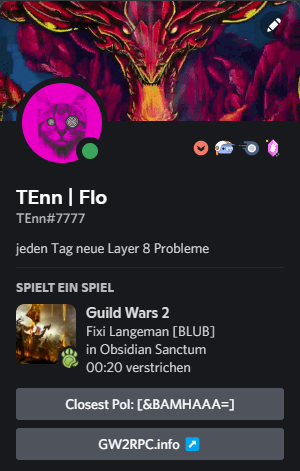 TEnn | Flo
TEnn#7777
jeden Tag neue Layer 8 Probleme
SPIELT EIN SPIEL
Guild Wars 2
Fixi Langeman [BLUB]
in Obsidian Sanctum
00:20 verstrichen
Closest PoI: [&BAMHAAA=]
GW2RPC.info